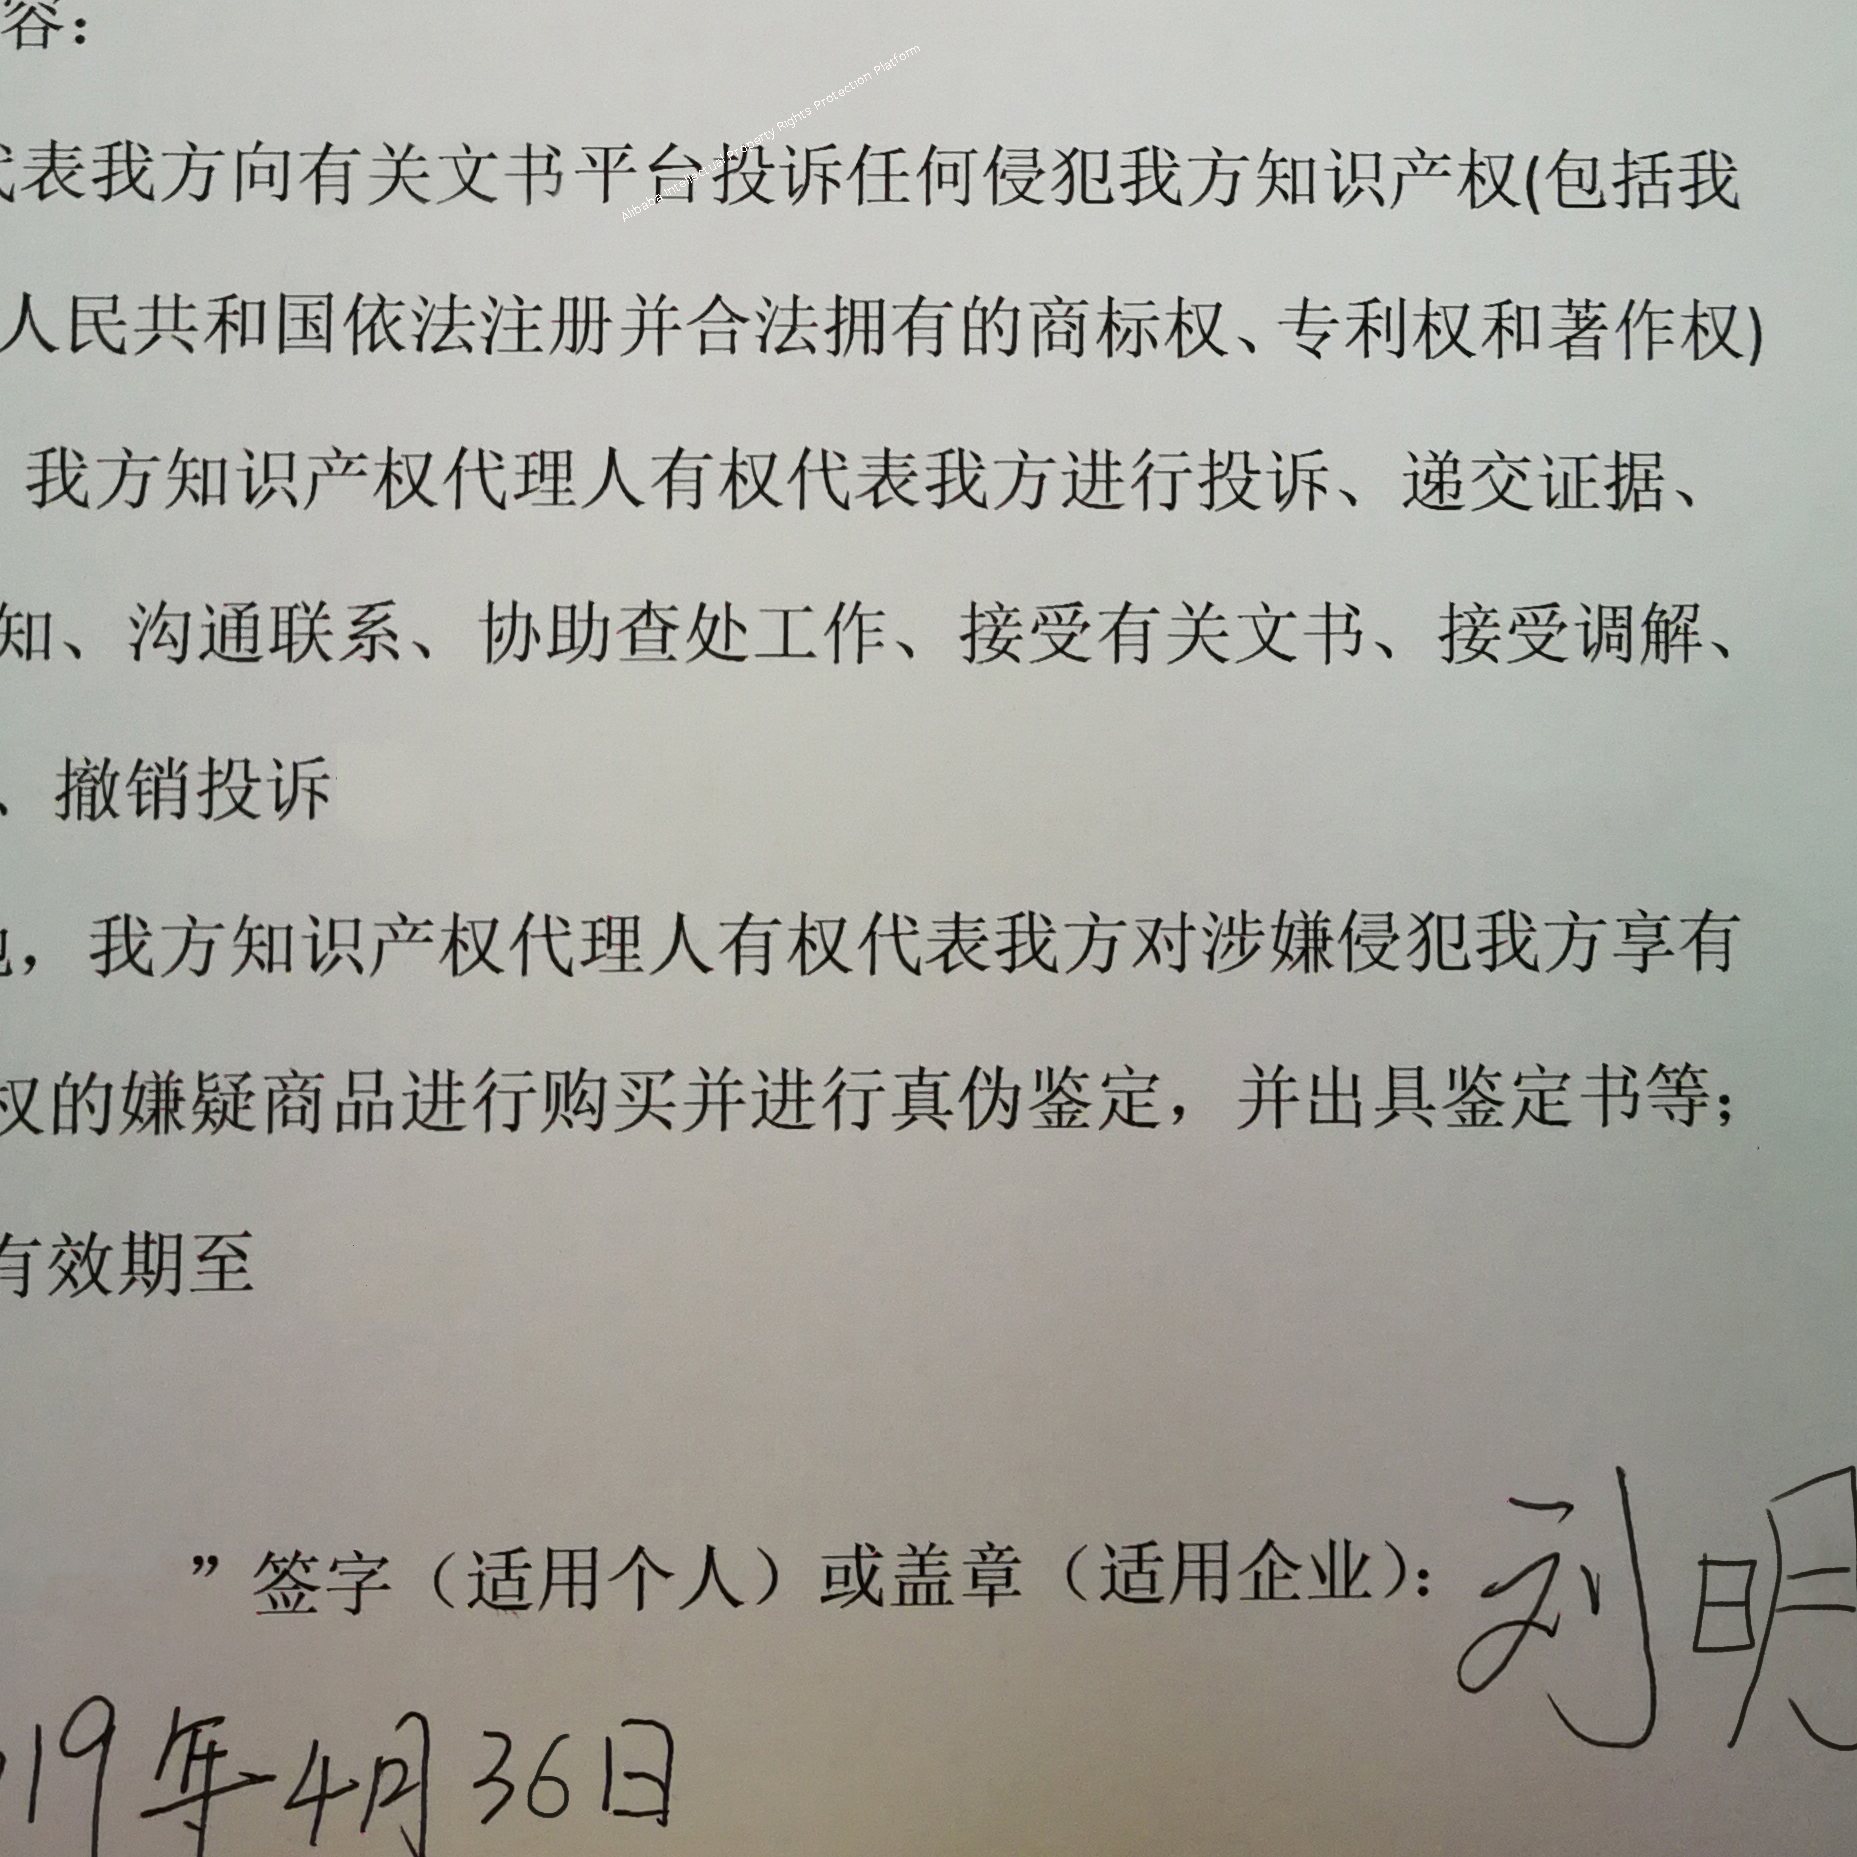 容：
Alibaba Intellectual Property Rights Protection Platform
代表我方向有关文书平台投诉任何侵犯我方知识产权(包括我
人民共和国依法注册并合法拥有的商标权、专利权和著作权)
我方知识产权代理人有权代表我方进行投诉、递交证据、
知、沟通联系、协助查处工作、接受有关文书、接受调解、
、撤销投诉
，我方知识产权代理人有权代表我方对涉嫌侵犯我方享有
权的嫌疑商品进行购买并进行真伪鉴定，并出具鉴定书等；
有效期至
”签字（适用个人）或盖章（适用企业）：刘明
19年4月36日